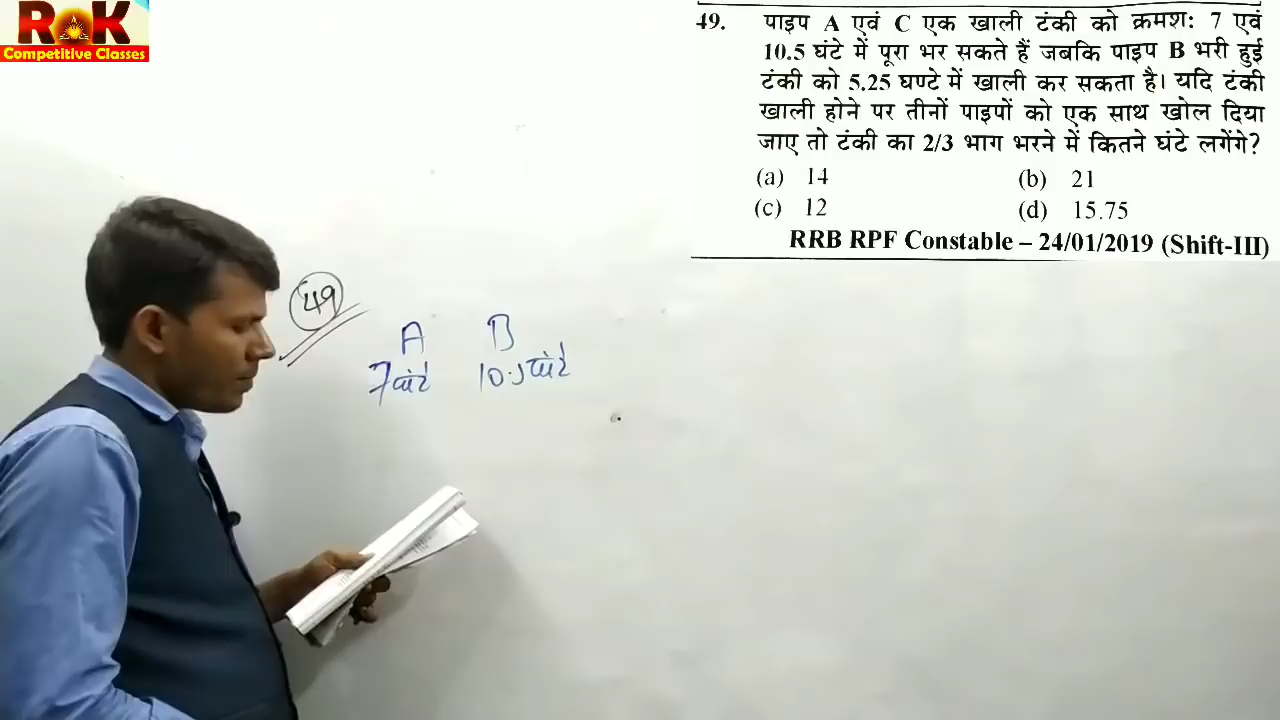 ROK
Competitive Classes
49. पाइप A एवं C एक खाली टंकी को क्रमशः 7 एवं
10.5 घंटे में पूरा भर सकते हैं जबकि पाइप B भरी हुई
टंकी को 5.25 घण्टे में खाली कर सकता है। यदि टंकी
खाली होने पर तीनों पाइपों को एक साथ खोल दिया
जाए तो टंकी का 2/3 भाग भरने में कितने घंटे लगेंगे?
(a) 14 (b) 21
(c) 12 (d) 15.75
RRB RPF Constable – 24/01/2019 (Shift-III)
49
A B
7 घंटे 10.5 घंटे